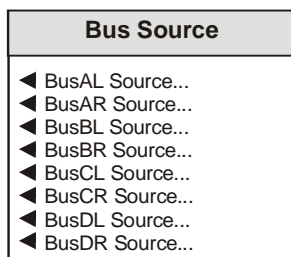 Bus Source
◀ BusAL Source...
◀ BusAR Source...
◀ BusBL Source...
◀ BusBR Source...
◀ BusCL Source...
◀ BusCR Source...
◀ BusDL Source...
◀ BusDR Source...